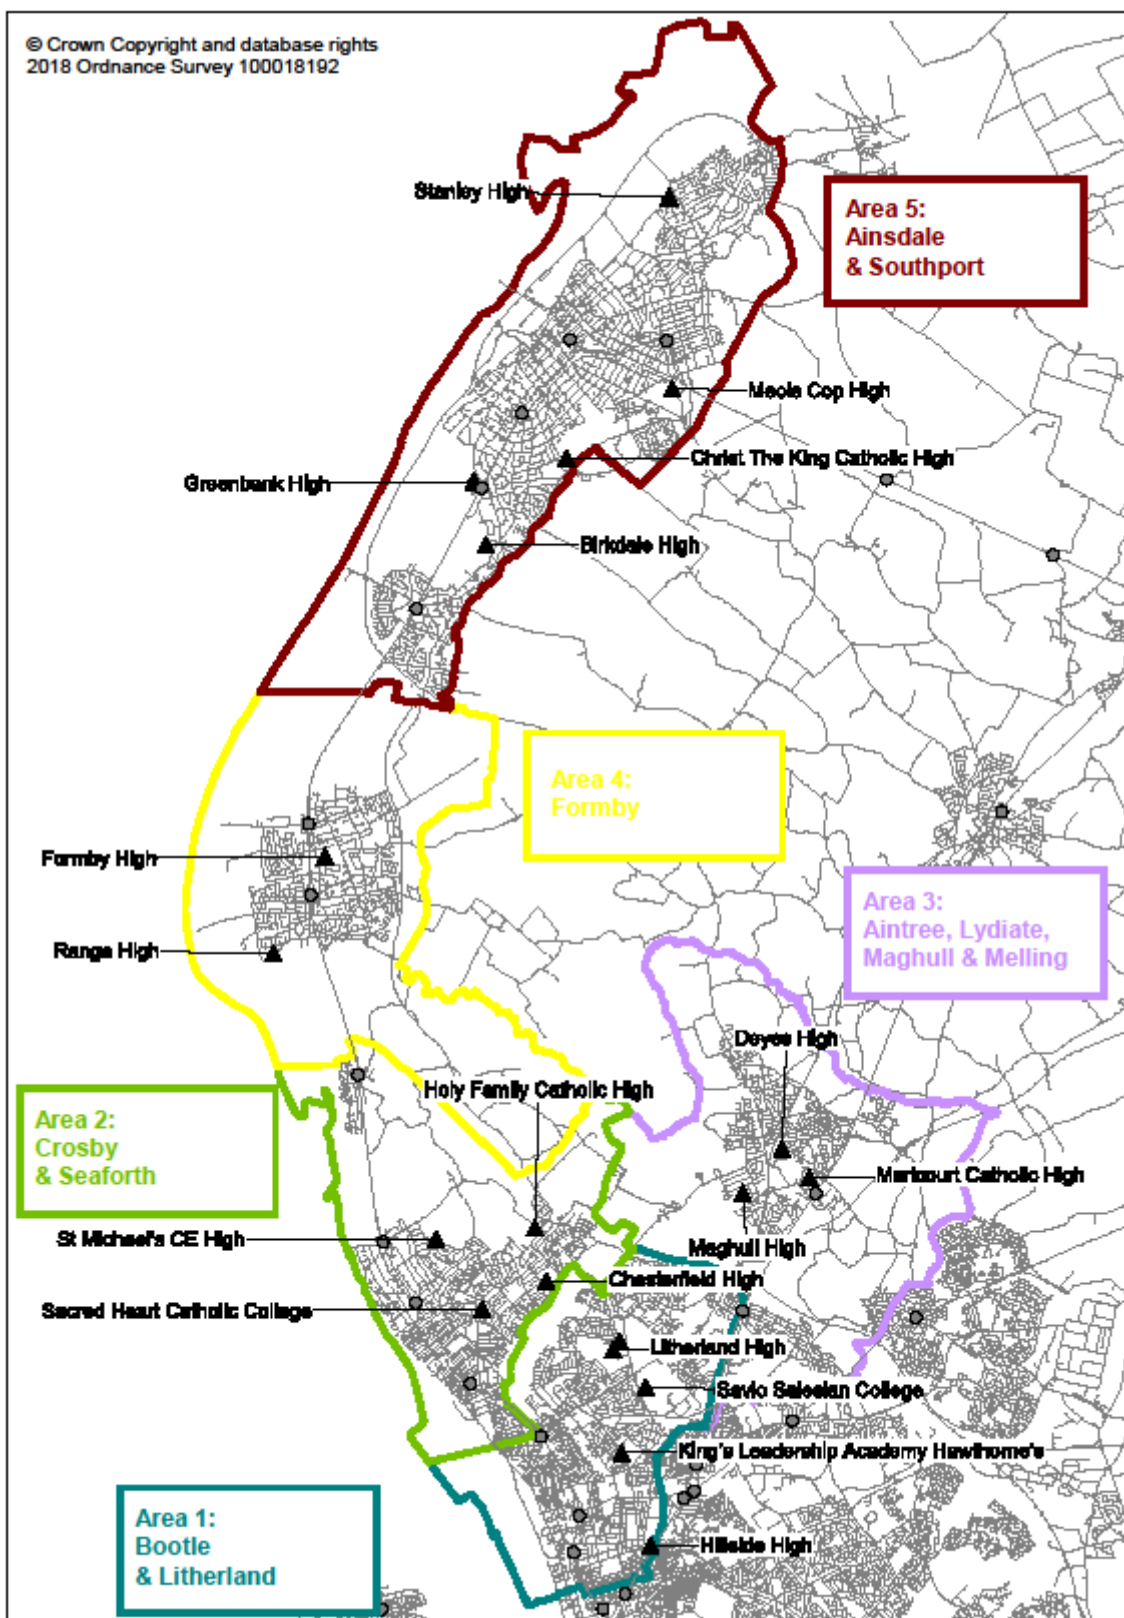 © Crown Copyright and database rights
2018 Ordnance Survey 100018192
Stanley High
Area 5:
Ainsdale
& Southport
Meols Cop High
Christ The King Catholic High
Greenbank High
Birkdale High
Area 4:
Formby
Formby High
Area 3:
Aintree, Lydiate,
Maghull & Melling
Range High
Deyes High
Holy Family Catholic High
Area 2:
Crosby
& Seaforth
Maricourt Catholic High
St Michael's CE High
Maghull High
Chesterfield High
Sacred Heart Catholic College
Litherland High
Savio Salesian College
King's Leadership Academy Hawthorne's
Area 1:
Bootle
& Litherland
Hillside High